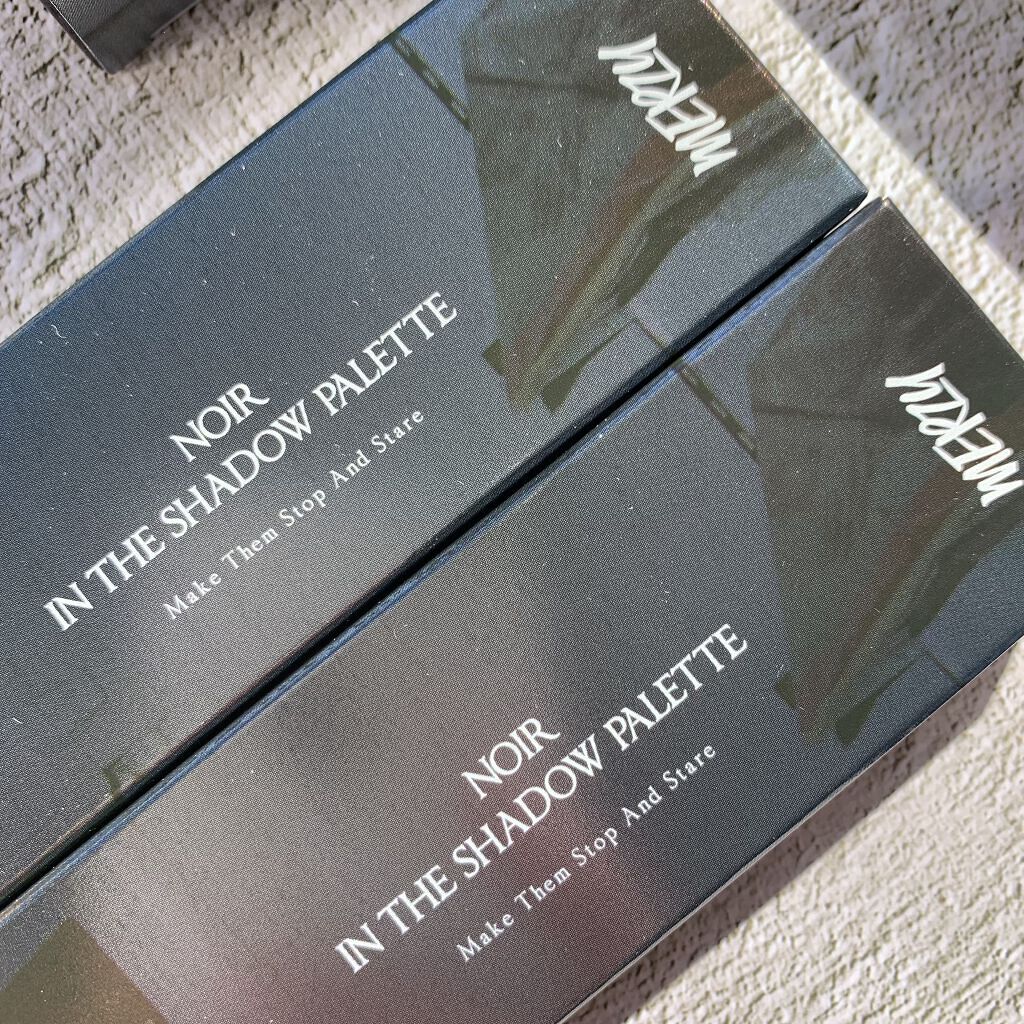 MERZY
NOIR
IN THE SHADOW PALETTE
Make Them Stop And Stare
MERZY
NOIR
IN THE SHADOW PALETTE
Make Them Stop And Stare